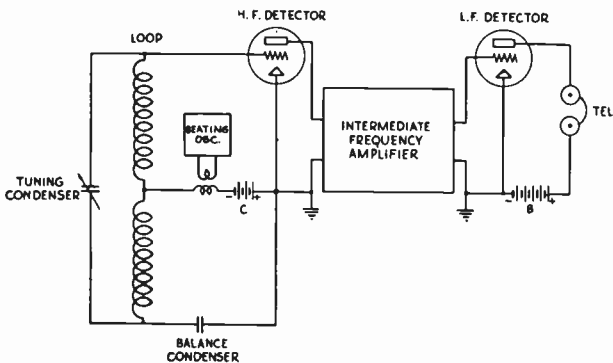 H.F. DETECTOR
L.F. DETECTOR
LOOP
BEATING
OSC.
INTERMEDIATE
FREQUENCY
AMPLIFIER
TEL
TUNING
CONDENSER
- C +
- B +
BALANCE
CONDENSER